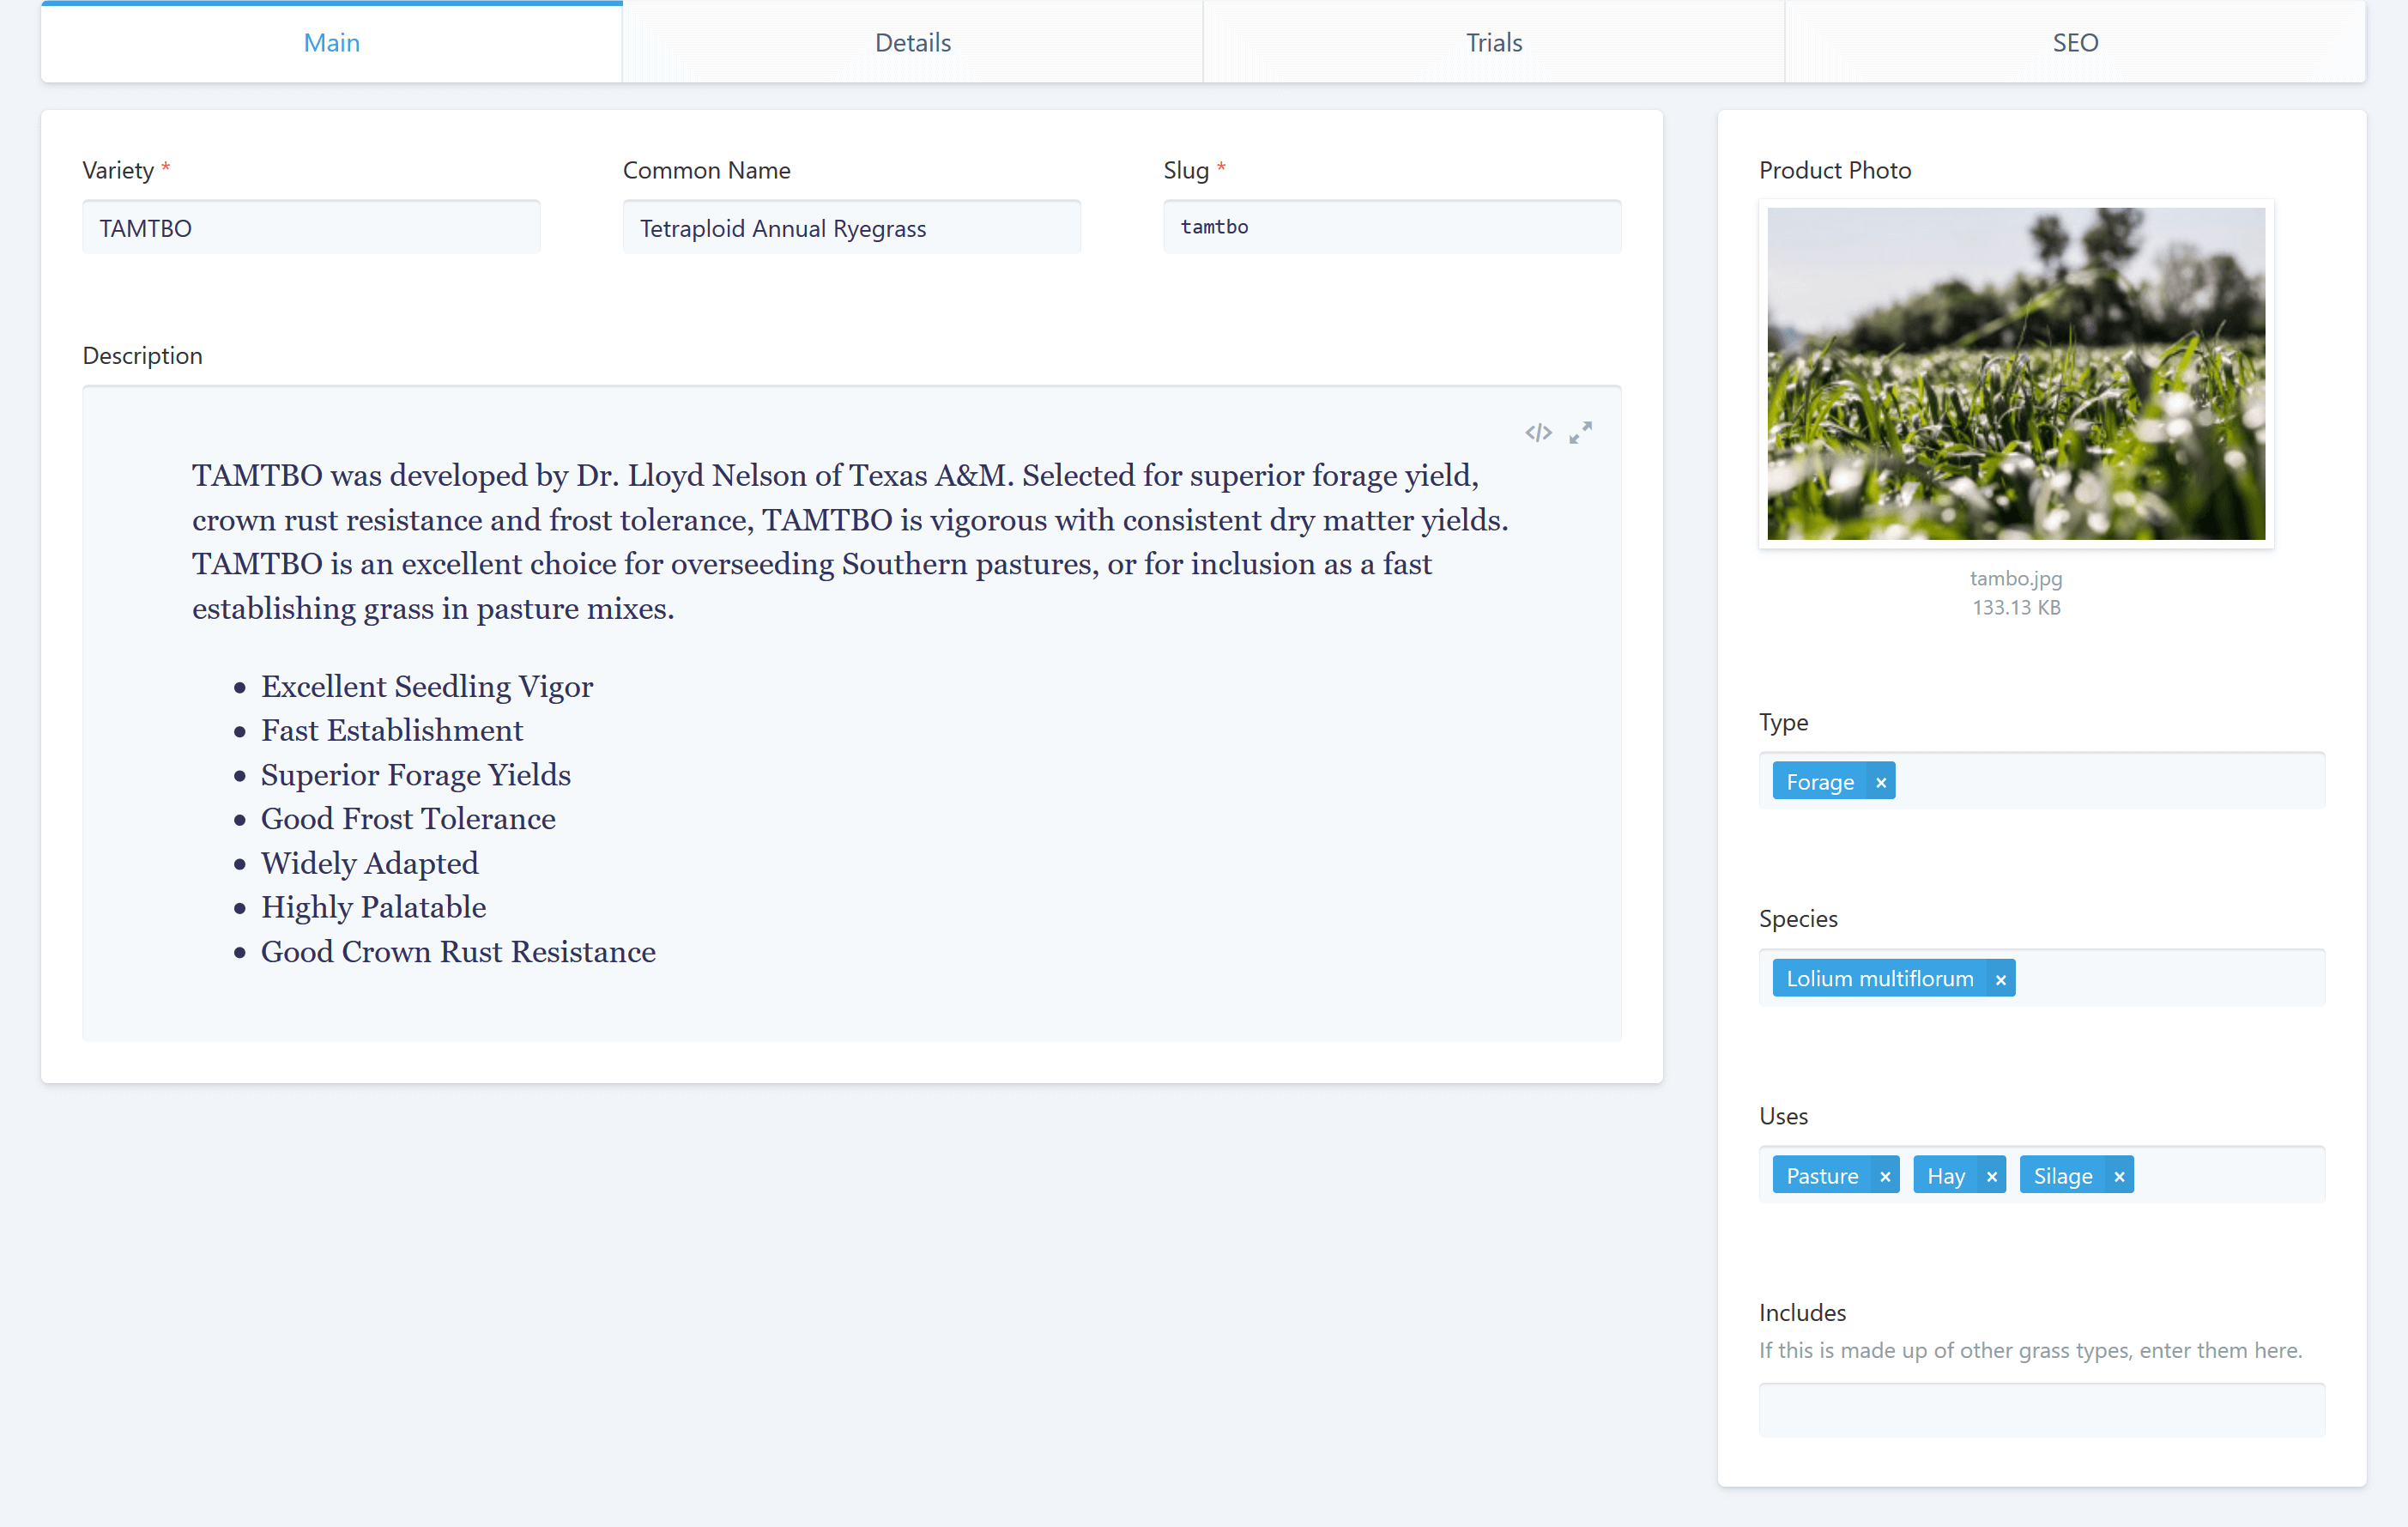 Main
Details
Trials
SEO
Variety *
TAMTBO
Common Name
Tetraploid Annual Ryegrass
Slug *
tamtbo
Description
</>
TAMTBO was developed by Dr. Lloyd Nelson of Texas A&M. Selected for superior forage yield,
crown rust resistance and frost tolerance, TAMTBO is vigorous with consistent dry matter yields.
TAMTBO is an excellent choice for overseeding Southern pastures, or for inclusion as a fast
establishing grass in pasture mixes.
• Excellent Seedling Vigor
• Fast Establishment
• Superior Forage Yields
• Good Frost Tolerance
• Widely Adapted
• Highly Palatable
• Good Crown Rust Resistance
Product Photo
tambo.jpg
133.13 KB
Type
Forage ×
Species
Lolium multiflorum ×
Uses
Pasture × Hay × Silage ×
Includes
If this is made up of other grass types, enter them here.